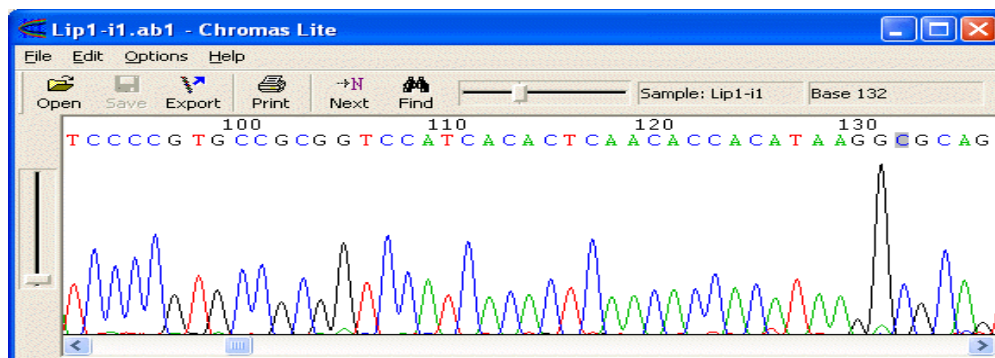 Lip1-i1.ab1 - Chromas Lite
File Edit Options Help
Open Save Export Print →N Next Find Sample: Lip1-i1 Base 132
100 110 120 130
T C C C C G T G C C G C G G T C C A T C A C A C T C A A C A C C A C A T A A G G C G C A G